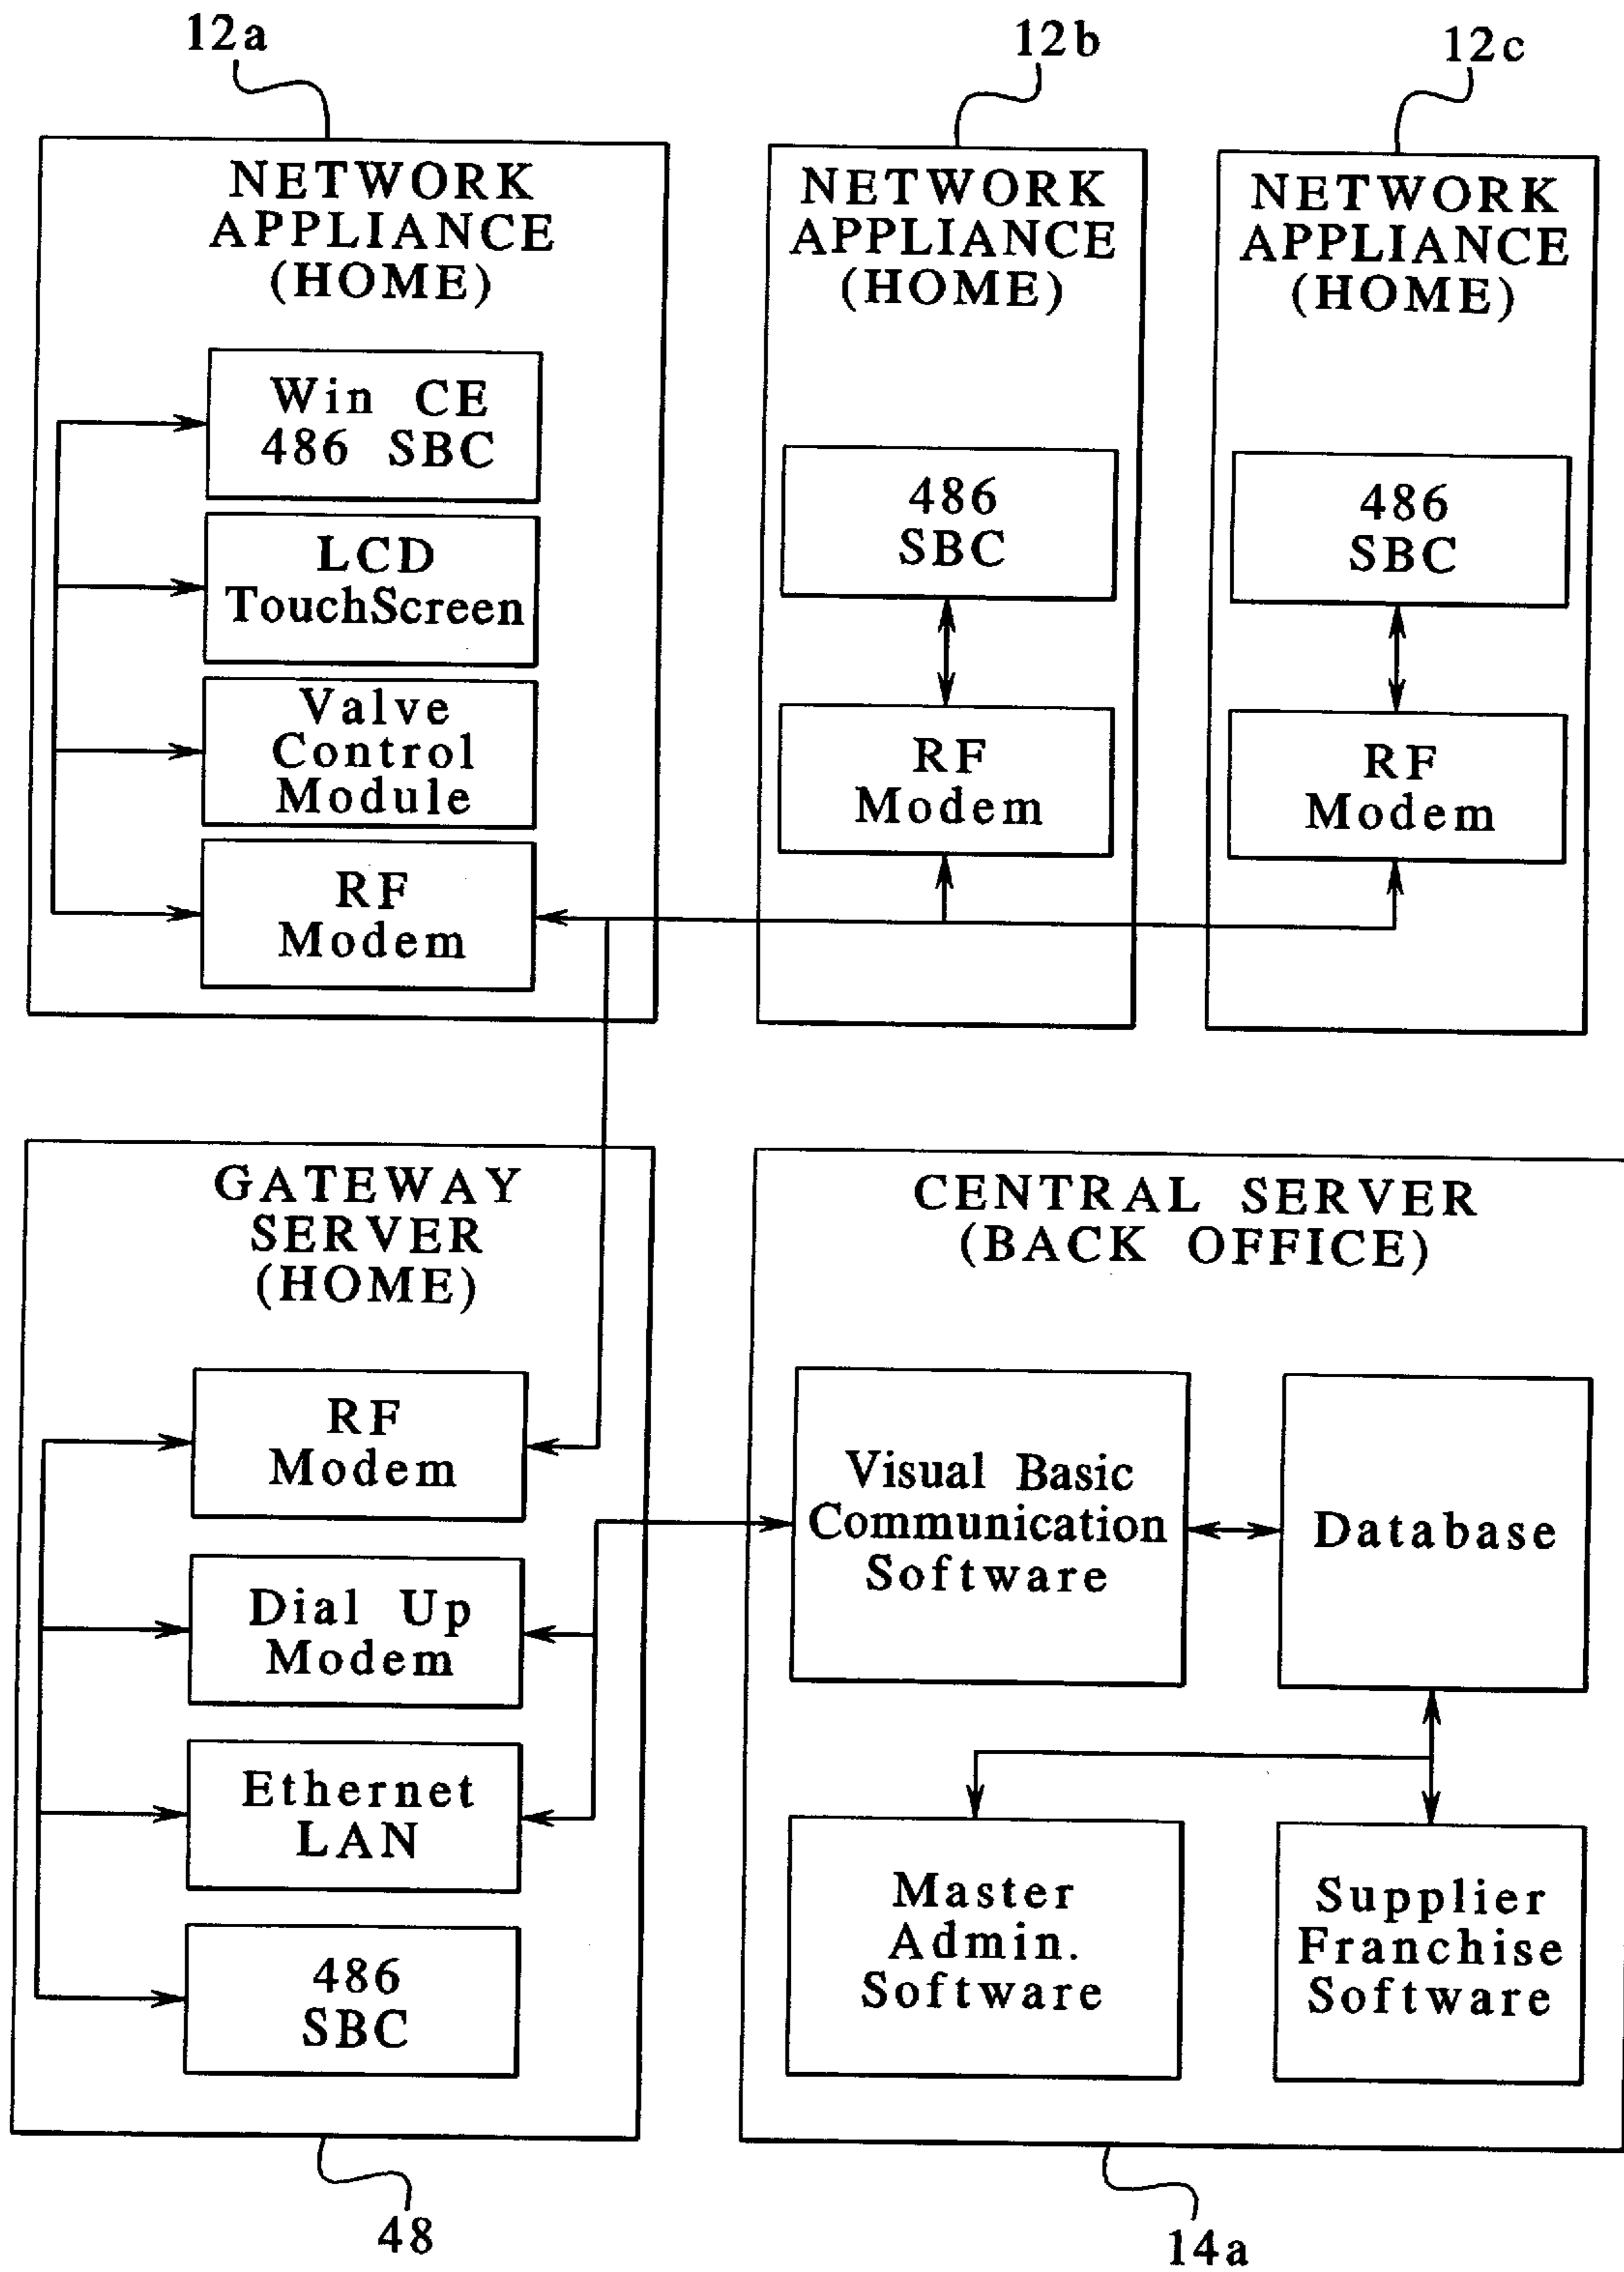 12a
NETWORK
APPLIANCE
(HOME)
Win CE
486 SBC
LCD
TouchScreen
Valve
Control
Module
RF
Modem
12b
NETWORK
APPLIANCE
(HOME)
486
SBC
RF
Modem
12c
NETWORK
APPLIANCE
(HOME)
486
SBC
RF
Modem
GATEWAY
SERVER
(HOME)
RF
Modem
Dial Up
Modem
Ethernet
LAN
486
SBC
48
CENTRAL SERVER
(BACK OFFICE)
Visual Basic
Communication
Software
Database
Master
Admin.
Software
Supplier
Franchise
Software
14a